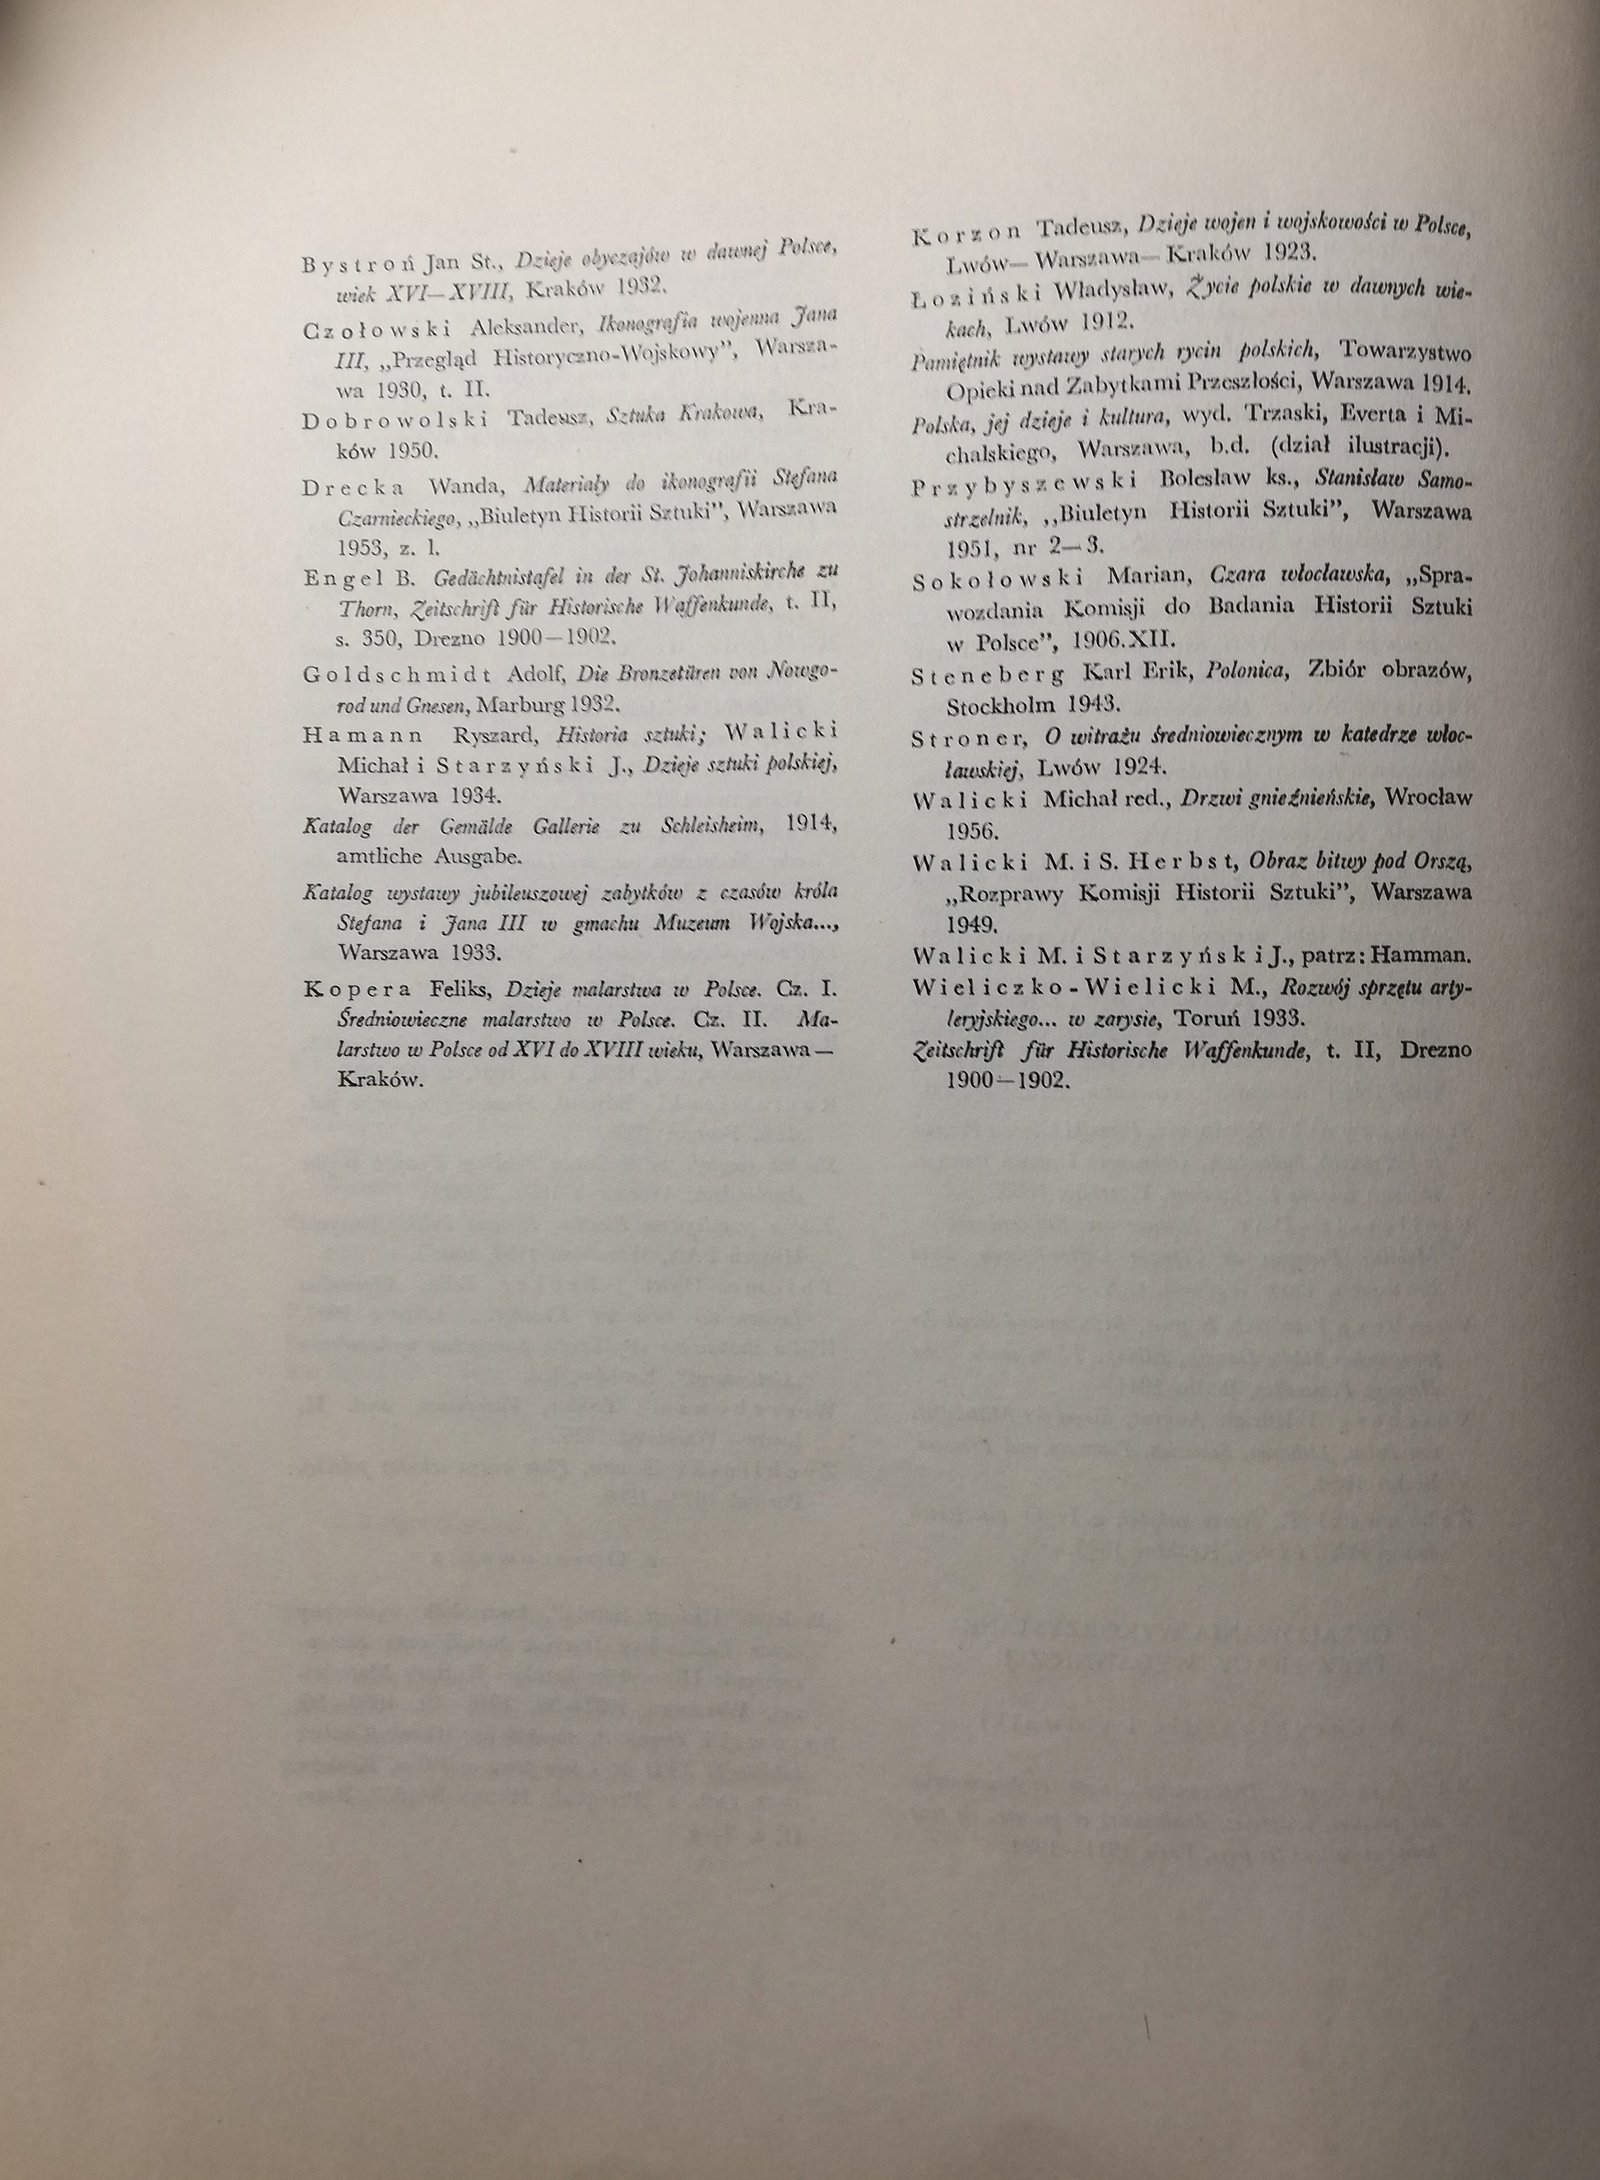 Bystroń Jan St., Dzieje obyczajów w dawnej Polsce,
wiek XVI—XVIII, Kraków 1932.
Czołowski Aleksander, Ikonografia wojenna Jana
III, „Przegląd Historyczno-Wojskowy”, Warsza-
wa 1930, t. II.
Dobrowolski Tadeusz, Sztuka Krakowa, Kra-
ków 1950.
Drecka Wanda, Materiały do ikonografii Stefana
Czarnieckiego, „Biuletyn Historii Sztuki”, Warszawa
1953, z. 1.
Engel B. Gedächtnistafel in der St. Johanniskirche zu
Thorn, Zeitschrift für Historische Waffenkunde, t. II,
s. 350, Drezno 1900—1902.
Goldschmidt Adolf, Die Bronzetüren von Nowgo-
rod und Gnesen, Marburg 1932.
Hamann Ryszard, Historia sztuki; Walicki
Michał i Starzyński J., Dzieje sztuki polskiej,
Warszawa 1934.
Katalog der Gemälde Gallerie zu Schleisheim, 1914,
amtliche Ausgabe.
Katalog wystawy jubileuszowej zabytków z czasów króla
Stefana i Jana III w gmachu Muzeum Wojska...,
Warszawa 1933.
Kopera Feliks, Dzieje malarstwa w Polsce. Cz. I.
Średniowieczne malarstwo w Polsce. Cz. II. Ma-
larstwo w Polsce od XVI do XVIII wieku, Warszawa—
Kraków.
Korzon Tadeusz, Dzieje wojen i wojskowości w Polsce,
Lwów—Warszawa—Kraków 1923.
Łoziński Władysław, Życie polskie w dawnych wie-
kach, Lwów 1912.
Pamiętnik wystawy starych rycin polskich, Towarzystwo
Opieki nad Zabytkami Przeszłości, Warszawa 1914.
Polska, jej dzieje i kultura, wyd. Trzaski, Everta i Mi-
chalskiego, Warszawa, b.d. (dział ilustracji).
Przybyszewski Bolesław ks., Stanisław Samo-
strzelnik, „Biuletyn Historii Sztuki”, Warszawa
1951, nr 2—3.
Sokołowski Marian, Czara włocławska, „Spra-
wozdania Komisji do Badania Historii Sztuki
w Polsce”, 1906.XII.
Steneberg Karl Erik, Polonica, Zbiór obrazów,
Stockholm 1943.
Stroner, O witrażu średniowiecznym w katedrze włoc-
ławskiej, Lwów 1924.
Walicki Michał red., Drzwi gnieźnieńskie, Wrocław
1956.
Walicki M. i S. Herbst, Obraz bitwy pod Orszą,
„Rozprawy Komisji Historii Sztuki”, Warszawa
1949.
Walicki M. i Starzyński J., patrz: Hamman.
Wieliczko-Wielicki M., Rozwój sprzętu arty-
leryjskiego... w zarysie, Toruń 1933.
Zeitschrift für Historische Waffenkunde, t. II, Drezno
1900—1902.